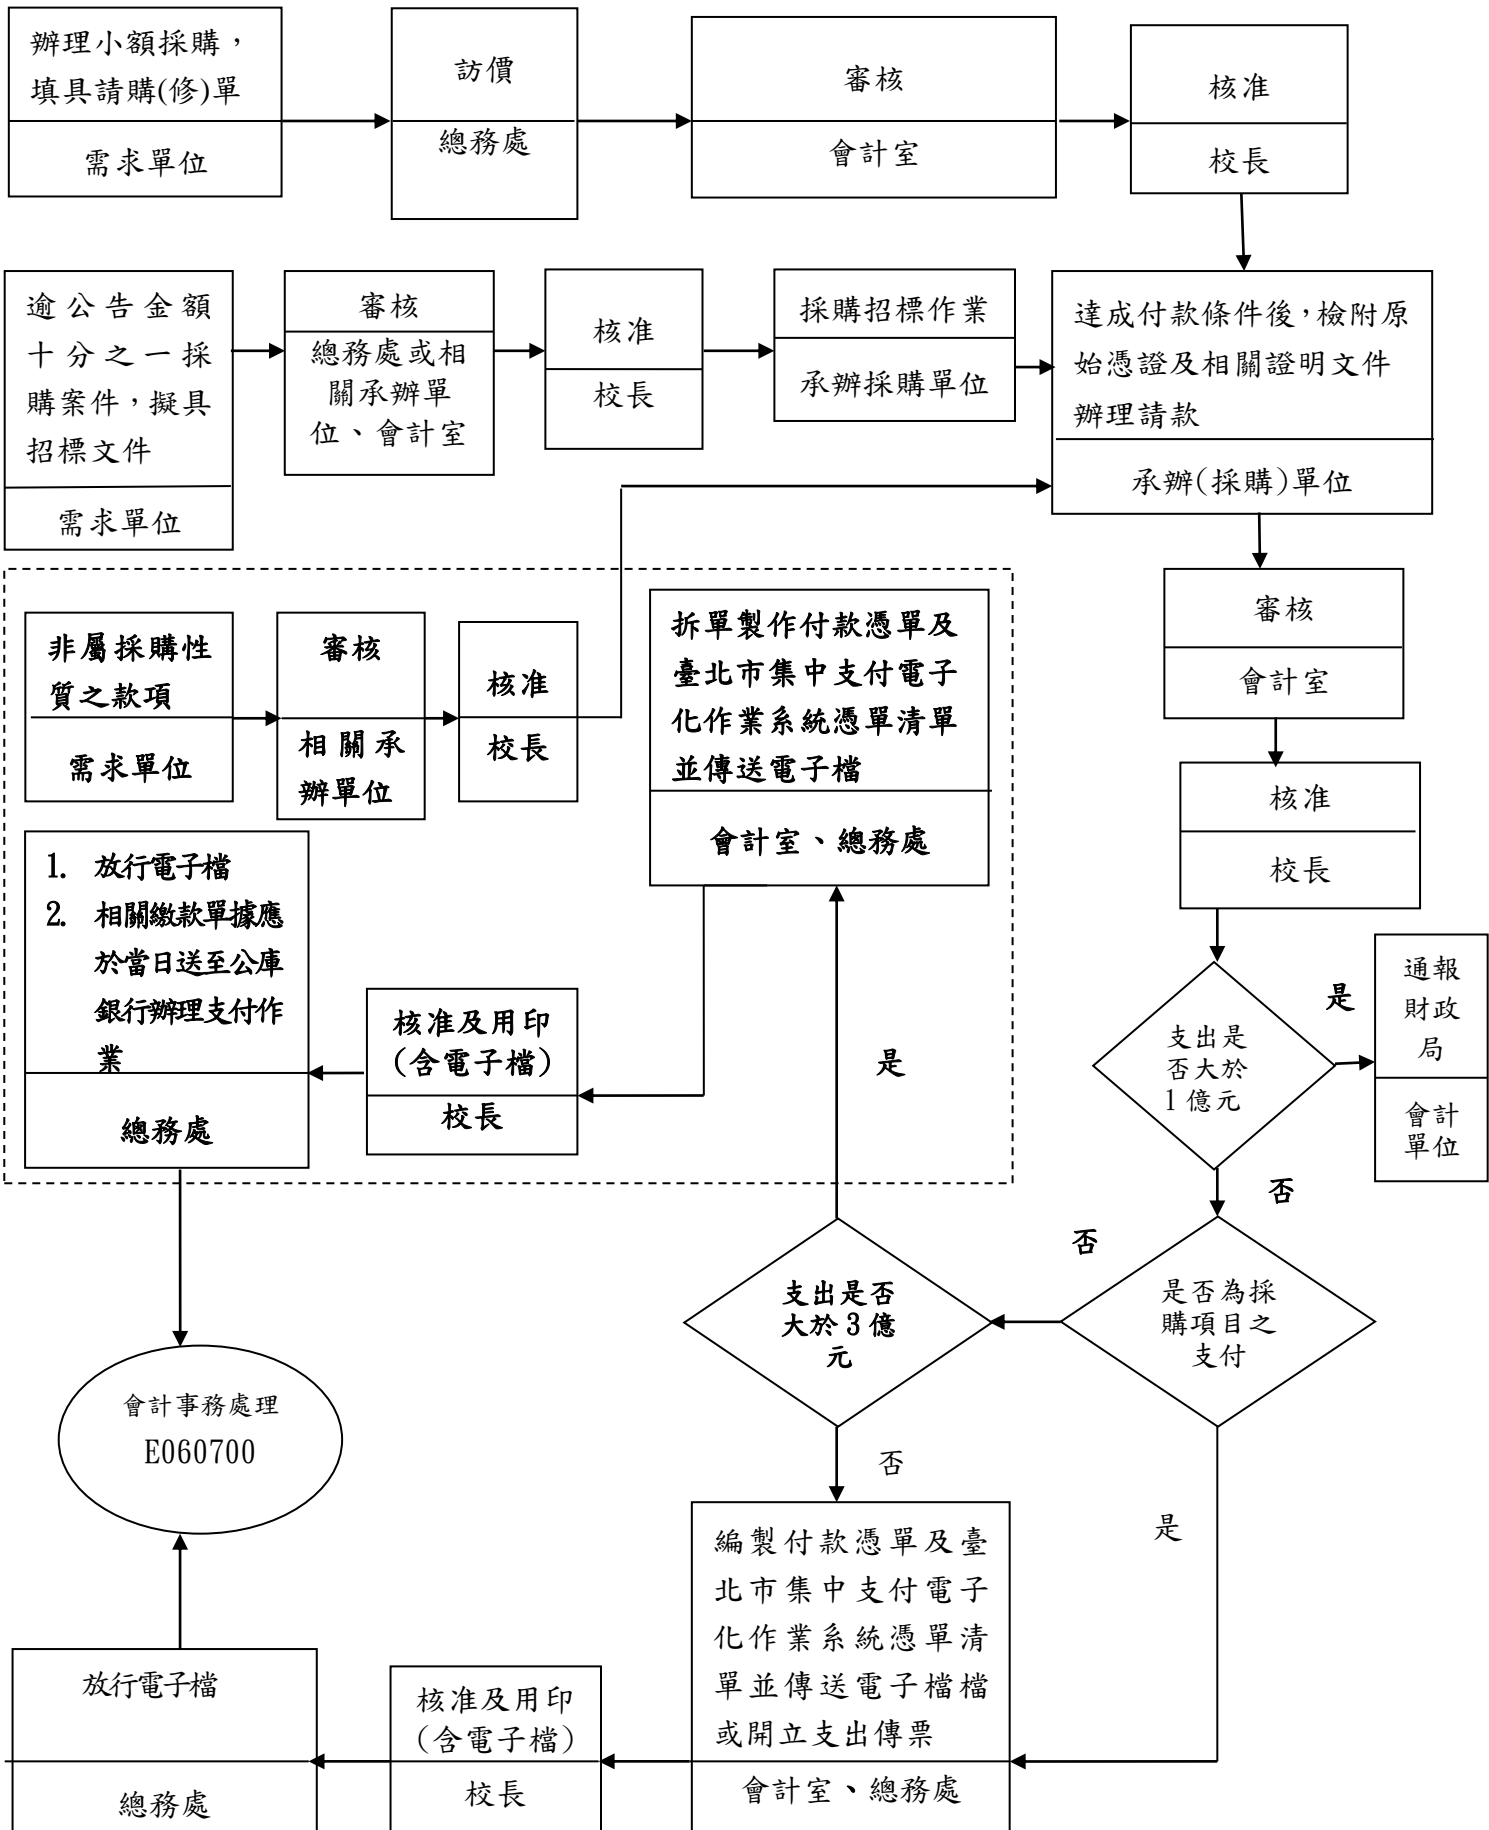 辦理小額採購，
填具請購(修)單
需求單位
訪價
總務處
審核
會計室
核准
校長
逾公告金額
十分之一採
購案件，擬具
招標文件
需求單位
審核
總務處或相
關承辦單
位、會計室
核准
校長
採購招標作業
承辦採購單位
達成付款條件後，檢附原
始憑證及相關證明文件
辦理請款
承辦(採購)單位
非屬採購性
質之款項
需求單位
審核
相關承
辦單位
核准
校長
拆單製作付款憑單及
臺北市集中支付電子
化作業系統憑單清單
並傳送電子檔
會計室、總務處
審核
會計室
核准
校長
1. 放行電子檔
2. 相關繳款單據應
於當日送至公庫
銀行辦理支付作
業
總務處
核准及用印
(含電子檔)
校長
是
支出是
否大於
1億元
是
通報
財政
局
會計
單位
否
否
支出是否
大於3億
元
是否為採
購項目之
支付
會計事務處理
E060700
否
是
編製付款憑單及臺
北市集中支付電子
化作業系統憑單清
單並傳送電子檔檔
或開立支出傳票
會計室、總務處
核准及用印
(含電子檔)
校長
放行電子檔
總務處